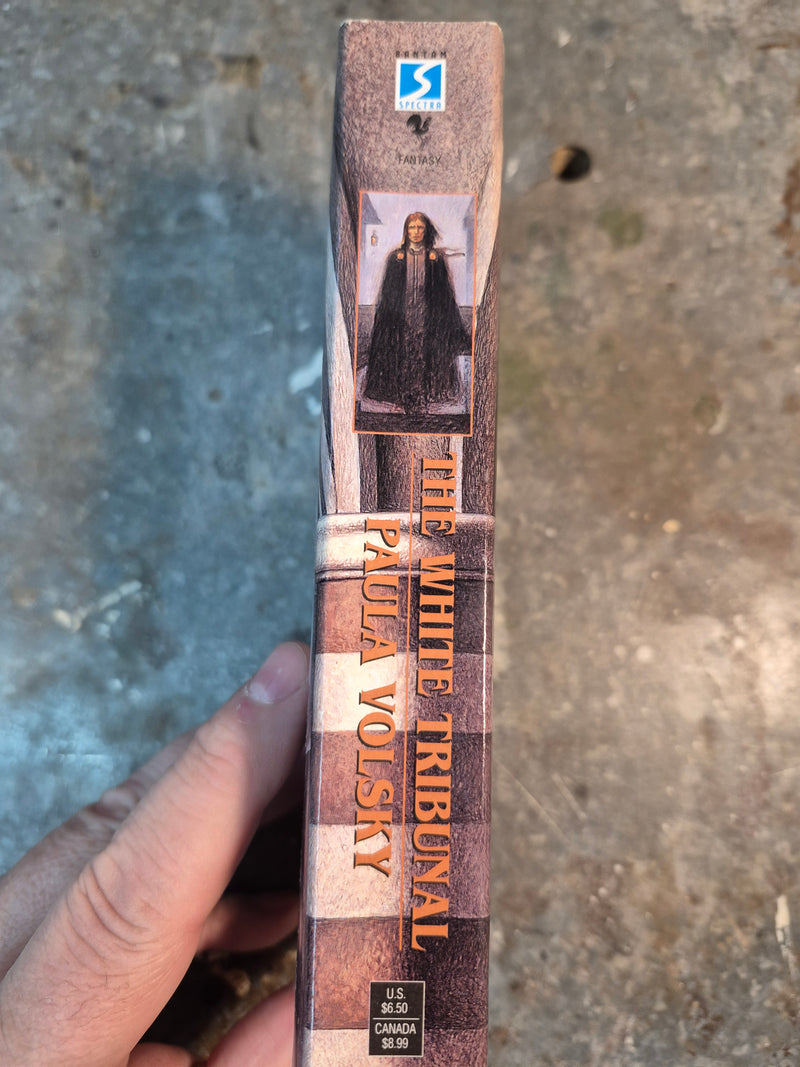 BANTAM
SPECTRA
FANTASY
THE WHITE TRIBUNAL
PAULA VOLSKY
U.S.
$6.50
CANADA
$8.99